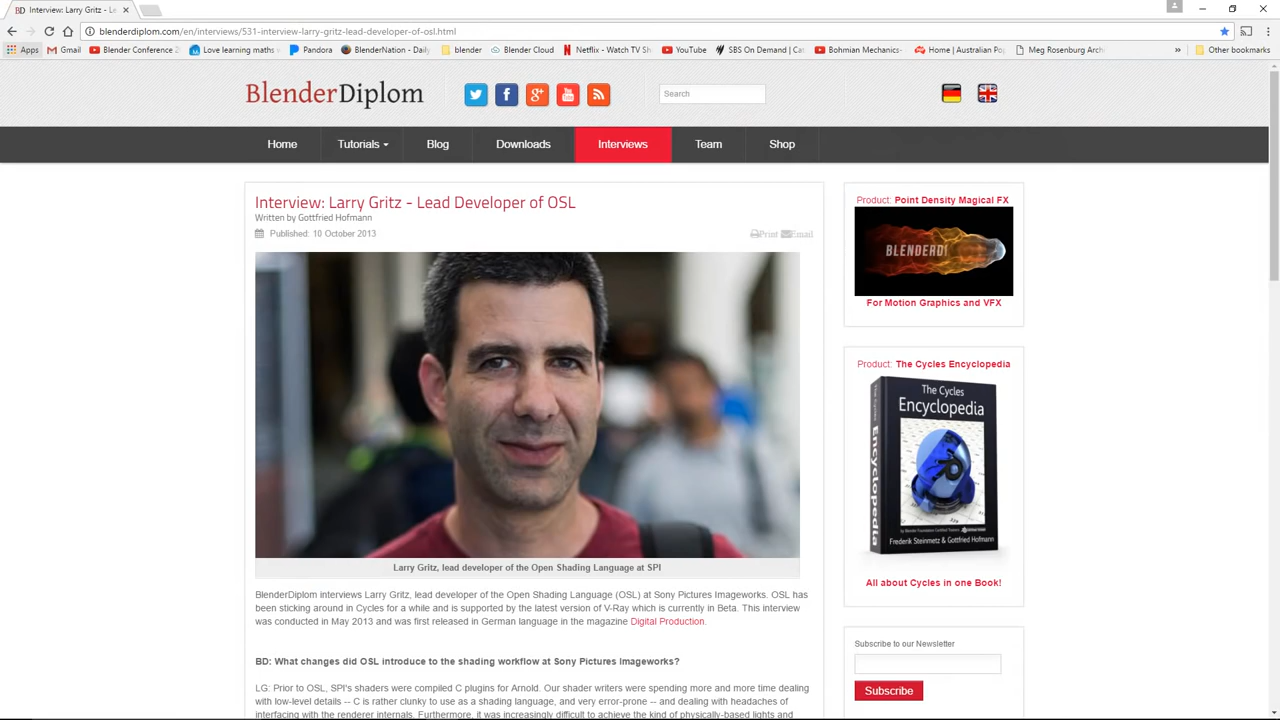 BD Interview: Larry Gritz - Le
blenderdiplom.com/en/interviews/531-interview-larry-gritz-lead-developer-of-osl.html
Apps Gmail Blender Conference 2 Love learning maths Pandora BlenderNation - Daily blender Blender Cloud Netflix - Watch TV Sh YouTube SBS On Demand | Cat Bohmian Mechanics- Home | Australian Po Meg Rosenburg Archi » Other bookmarks
BlenderDiplom
Search
Home Tutorials Blog Downloads Interviews Team Shop
Interview: Larry Gritz - Lead Developer of OSL
Written by Gottfried Hofmann
Published: 10 October 2013
Print Email
Larry Gritz, lead developer of the Open Shading Language at SPI
BlenderDiplom interviews Larry Gritz, lead developer of the Open Shading Language (OSL) at Sony Pictures Imageworks. OSL has
been sticking around in Cycles for a while and is supported by the latest version of V-Ray which is currently in Beta. This interview
was conducted in May 2013 and was first released in German language in the magazine Digital Production.
BD: What changes did OSL introduce to the shading workflow at Sony Pictures Imageworks?
LG: Prior to OSL, SPI's shaders were compiled C plugins for Arnold. Our shader writers were spending more and more time dealing
with low-level details -- C is rather clunky to use as a shading language, and very error-prone -- and dealing with headaches of
interfacing with the renderer internals. Furthermore, it was increasingly difficult to achieve the kind of physically-based lights and
Product: Point Density Magical FX
BLENDERDI
For Motion Graphics and VFX
Product: The Cycles Encyclopedia
The Cycles
Encyclopedia
The Cycles
Encyclopedia
Frederik Steinmetz & Gottfried Hofmann
All about Cycles in one Book!
Subscribe to our Newsletter
Subscribe